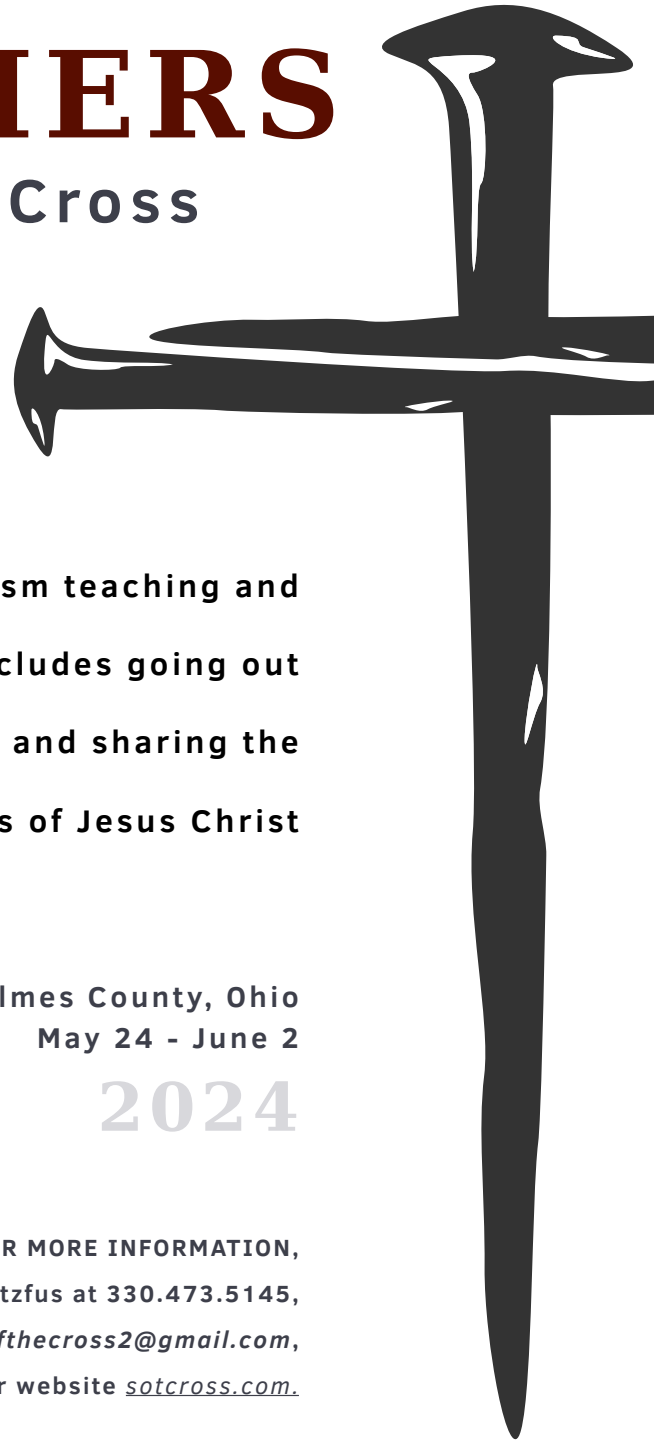 IERS
Cross
sm teaching and
cludes going out
and sharing the
s of Jesus Christ
lmes County, Ohio
May 24 - June 2
2024
R MORE INFORMATION,
tzfus at 330.473.5145,
fthecross2@gmail.com,
r website sotcross.com.